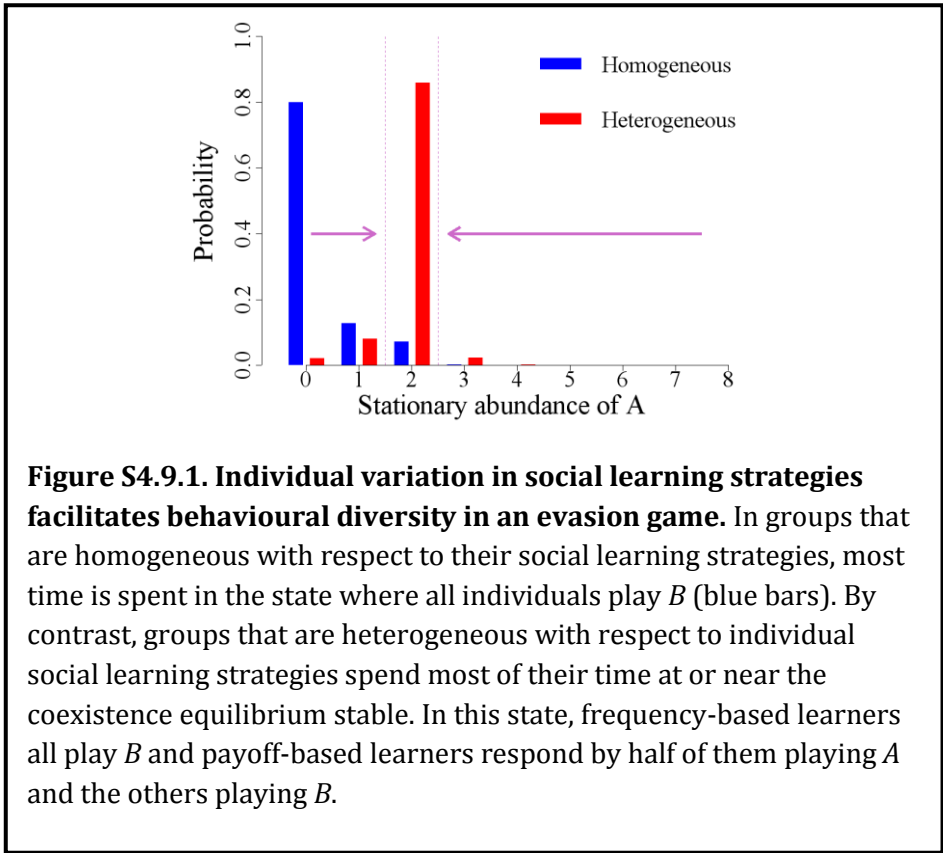 1.0
0.8
0.6
0.4
0.2
0.0
Probability
Homogeneous
Heterogeneous
0 1 2 3 4 5 6 7 8
Stationary abundance of A
Figure S4.9.1. Individual variation in social learning strategies
facilitates behavioural diversity in an evasion game. In groups that
are homogeneous with respect to their social learning strategies, most
time is spent in the state where all individuals play B (blue bars). By
contrast, groups that are heterogeneous with respect to individual
social learning strategies spend most of their time at or near the
coexistence equilibrium stable. In this state, frequency-based learners
all play B and payoff-based learners respond by half of them playing A
and the others playing B.